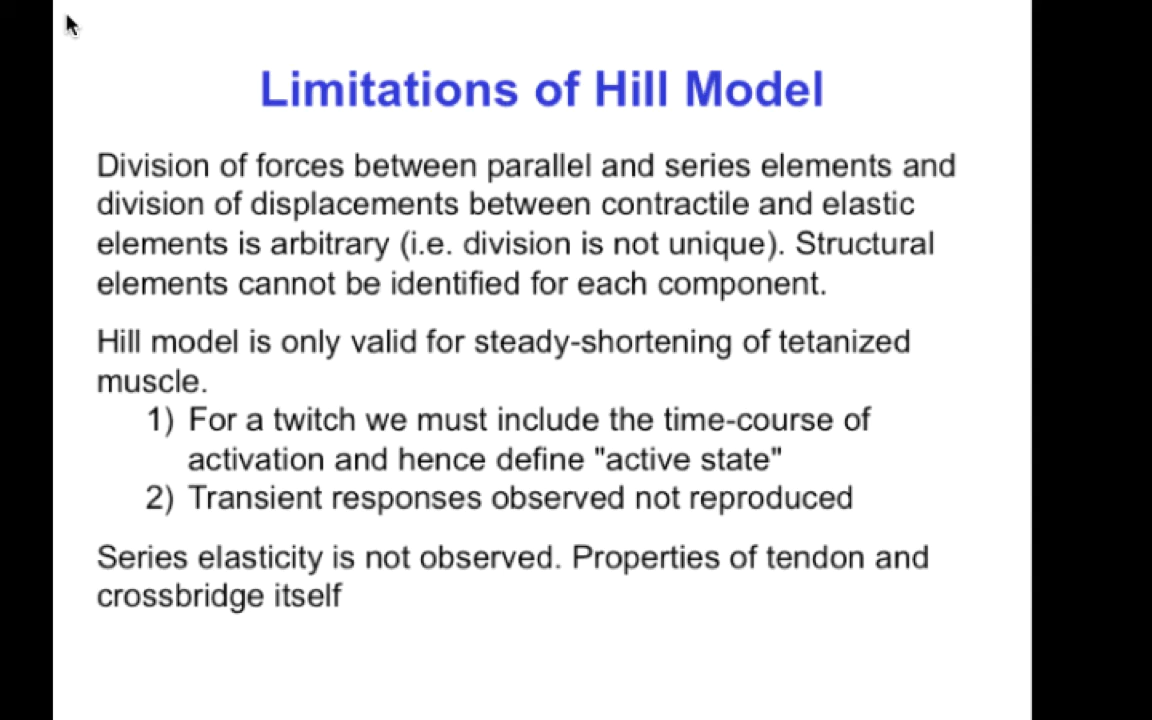 Limitations of Hill Model
Division of forces between parallel and series elements and
division of displacements between contractile and elastic
elements is arbitrary (i.e. division is not unique). Structural
elements cannot be identified for each component.
Hill model is only valid for steady-shortening of tetanized
muscle.
1) For a twitch we must include the time-course of
activation and hence define "active state"
2) Transient responses observed not reproduced
Series elasticity is not observed. Properties of tendon and
crossbridge itself